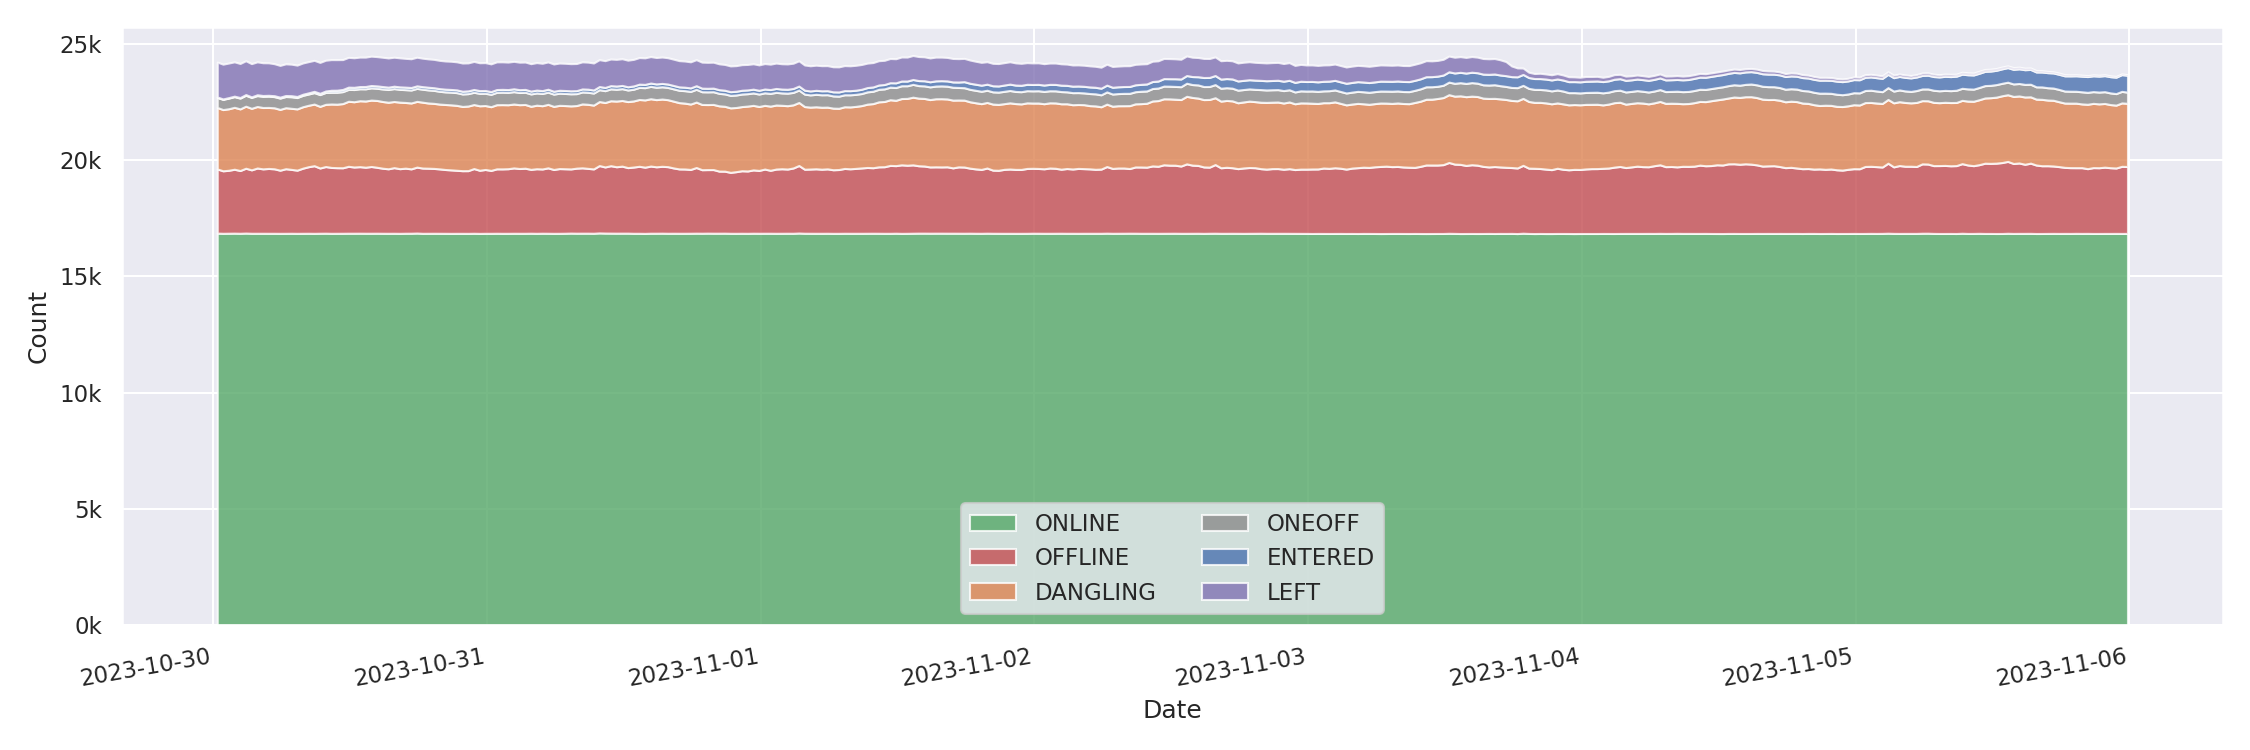 25k
20k
15k
10k
5k
0k
Count
ONLINE
OFFLINE
DANGLING
ONEOFF
ENTERED
LEFT
2023-10-30
2023-10-31
2023-11-01
2023-11-02
2023-11-03
2023-11-04
2023-11-05
2023-11-06
Date